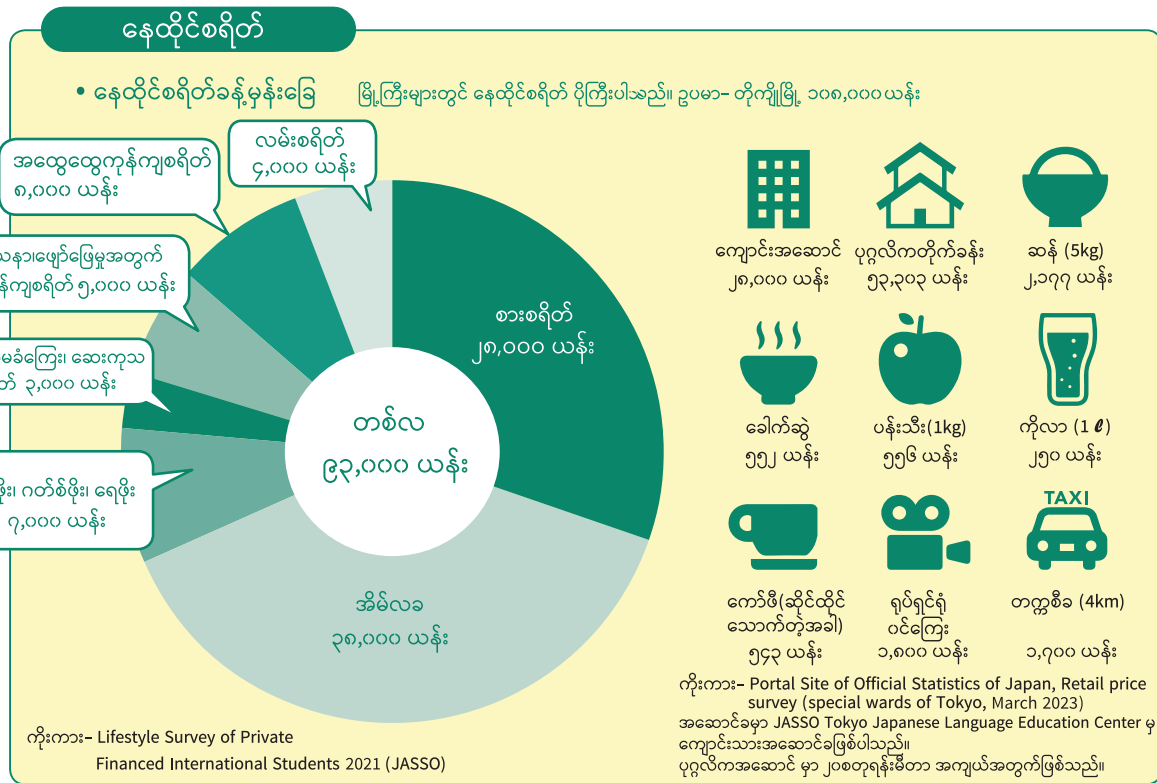 နေထိုင်စရိတ်
• နေထိုင်စရိတ်ခန့်မှန်းခြေ
မြို့ကြီးများတွင် နေထိုင်စရိတ် ပိုကြီးပါသည်။ ဥပမာ– တိုကျိုမြို့ ၁၀၈,၀၀၀ယန်း
လမ်းစရိတ်
၄,၀၀၀ ယန်း
အထွေထွေကုန်ကျစရိတ်
၈,၀၀၀ ယန်း
ဖျော်ဖြေမှုအတွက်
၅,၀၀၀ ယန်း
ဆေးကုသ
၃,၀၀၀ ယန်း
ဂတ်စ်ဖိုး၊ ရေဖိုး
၇,၀၀၀ ယန်း
စားစရိတ်
၂၈,၀၀၀ ယန်း
တစ်လ
၉၃,၀၀၀ ယန်း
အိမ်လခ
၃၈,၀၀၀ ယန်း
ကိုးကား– Lifestyle Survey of Private
Financed International Students 2021 (JASSO)
ကျောင်းအဆောင်
၂၈,၀၀၀ ယန်း
ပုဂ္ဂလိကတိုက်ခန်း
၅၃,၃၀၃ ယန်း
ဆန် (5kg)
၂,၁၇၇ ယန်း
ခေါက်ဆွဲ
၅၅၂ ယန်း
ပန်းသီး(1kg)
၅၅၆ ယန်း
ကိုလာ (1 ℓ)
၂၅၀ ယန်း
TAXI
ကော်ဖီ(ဆိုင်ထိုင်
သောက်တဲ့အခါ)
၅၄၃ ယန်း
ရုပ်ရှင်ရုံ
ဝင်ကြေး
၁,၈၀၀ ယန်း
တက္ကစီခ (4km)
၁,၇၀၀ ယန်း
ကိုးကား– Portal Site of Official Statistics of Japan, Retail price
survey (special wards of Tokyo, March 2023)
အဆောင်ခမှာ JASSO Tokyo Japanese Language Education Center မှ
ကျောင်းသားအဆောင်ခဖြစ်ပါသည်။
ပုဂ္ဂလိကအဆောင် မှာ ၂၀စတုရန်းမီတာ အကျယ်အတွက်ဖြစ်သည်။